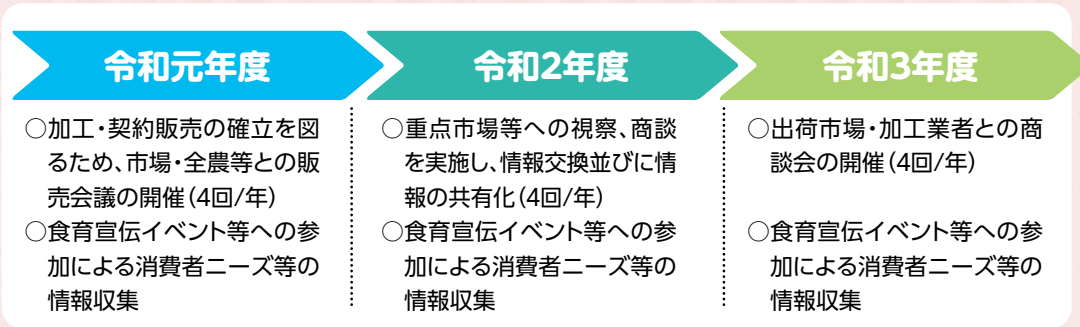 令和元年度
○加工・契約販売の確立を図
るため、市場・全農等との販
売会議の開催(4回/年)
○食育宣伝イベント等への参
加による消費者ニーズ等の
情報収集
令和2年度
○重点市場等への視察、商談
を実施し、情報交換並びに情
報の共有化(4回/年)
○食育宣伝イベント等への参
加による消費者ニーズ等の
情報収集
令和3年度
○出荷市場・加工業者との商
談会の開催(4回/年)
○食育宣伝イベント等への参
加による消費者ニーズ等の
情報収集